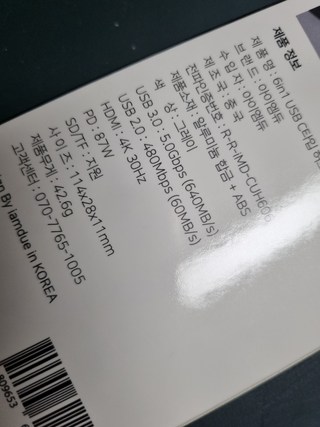 제품 정보
제품명 : 6in1 USB C타입
브랜드 : 아이엠듀
수입자 : 아이엠듀
제조국 : 중국
전파인증번호 : R-R-iMD-CUH60
제품소재 : 알루미늄 합금 + ABS
색 상 : 그레이
USB 3.0 : 5.0Gbps (640MB/s)
USB 2.0 : 480Mbps (60MB/s)
HDMI : 4K 30Hz
PD : 87W
SD/TF : 지원
사이즈 : 114x28x11mm
제품무게 : 42.6g
고객센터 : 070-7765-1005
By iamdue in KOREA
809653